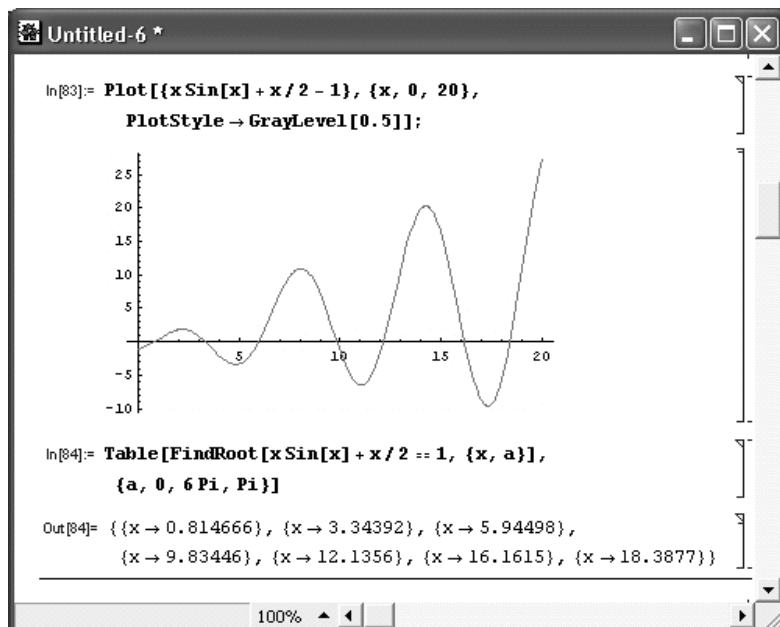 Untitled-6 *
In[83]:= Plot[{x Sin[x] + x / 2 - 1}, {x, 0, 20},
PlotStyle → GrayLevel[0.5]];
25
20
15
10
5
5 10 15 20
-5
-10
In[84]:= Table[FindRoot[x Sin[x] + x / 2 == 1, {x, a}],
{a, 0, 6 Pi, Pi}]
Out[84]= {{x → 0.814666}, {x → 3.34392}, {x → 5.94498},
{x → 9.83446}, {x → 12.1356}, {x → 16.1615}, {x → 18.3877}}
100%